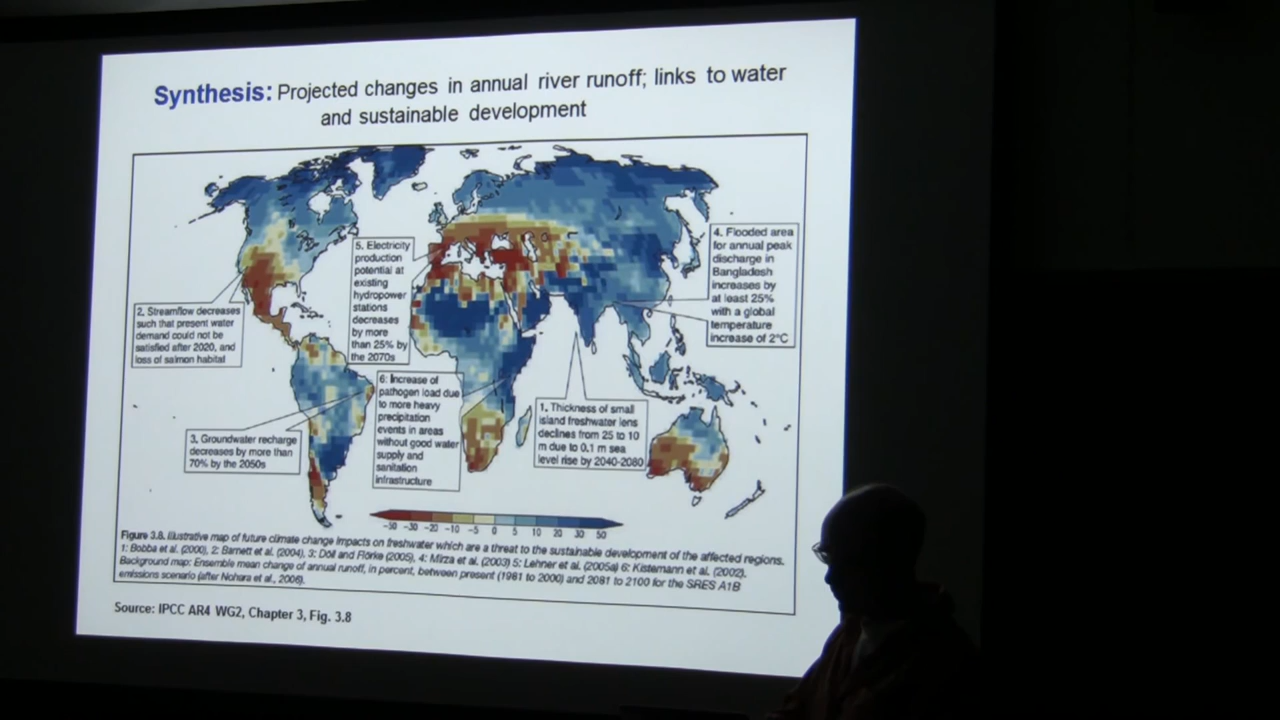 Synthesis: Projected changes in annual river runoff; links to water
and sustainable development
5. Electricity
production
potential at
existing
hydropower
stations
decreases
by more
than 25% by
the 2070s
4. Flooded area
for annual peak
discharge in
Bangladesh
increases by
at least 25%
with a global
temperature
increase of 2°C
2. Streamflow decreases
such that present water
demand could not be
satisfied after 2020, and
loss of salmon habitat
6: Increase of
pathogen load due
to more heavy
precipitation
events in areas
without good water
supply and
sanitation
infrastructure
1. Thickness of small
island freshwater lens
declines from 25 to 10
m due to 0.1 m sea
level rise by 2040-2080
3. Groundwater recharge
decreases by more than
70% by the 2050s
-50 -30 -20 -10 -5 0 5 10 20 30 50
Figure 3.8. Illustrative map of future climate change impacts on freshwater which are a threat to the sustainable development of the affected regions.
1: Bobba et al. (2000), 2: Barnett et al. (2004), 3: Döll and Flörke (2005), 4: Mirza et al. (2003) 5: Lehner et al. (2005a) 6: Kistemann et al. (2002).
Background map: Ensemble mean change of annual runoff, in percent, between present (1981 to 2000) and 2081 to 2100 for the SRES A1B
emissions scenario (after Nohara et al., 2006).
Source: IPCC AR4 WG2, Chapter 3, Fig. 3.8